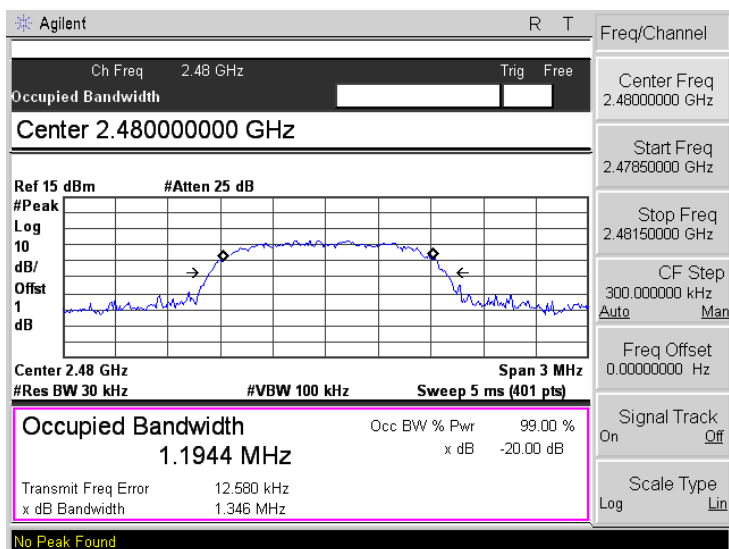 Agilent R T
Freq/Channel
Ch Freq 2.48 GHz Trig Free
Occupied Bandwidth
Center 2.480000000 GHz
Ref 15 dBm #Atten 25 dB
#Peak
Log
10
dB/
Offst
1
dB
Center 2.48 GHz Span 3 MHz
#Res BW 30 kHz #VBW 100 kHz Sweep 5 ms (401 pts)
Occupied Bandwidth Occ BW % Pwr 99.00 %
1.1944 MHz x dB -20.00 dB
Transmit Freq Error 12.580 kHz
x dB Bandwidth 1.346 MHz
No Peak Found
Center Freq
2.48000000 GHz
Start Freq
2.47850000 GHz
Stop Freq
2.48150000 GHz
CF Step
300.000000 kHz
Auto Man
Freq Offset
0.00000000 Hz
Signal Track
On Off
Scale Type
Log Lin